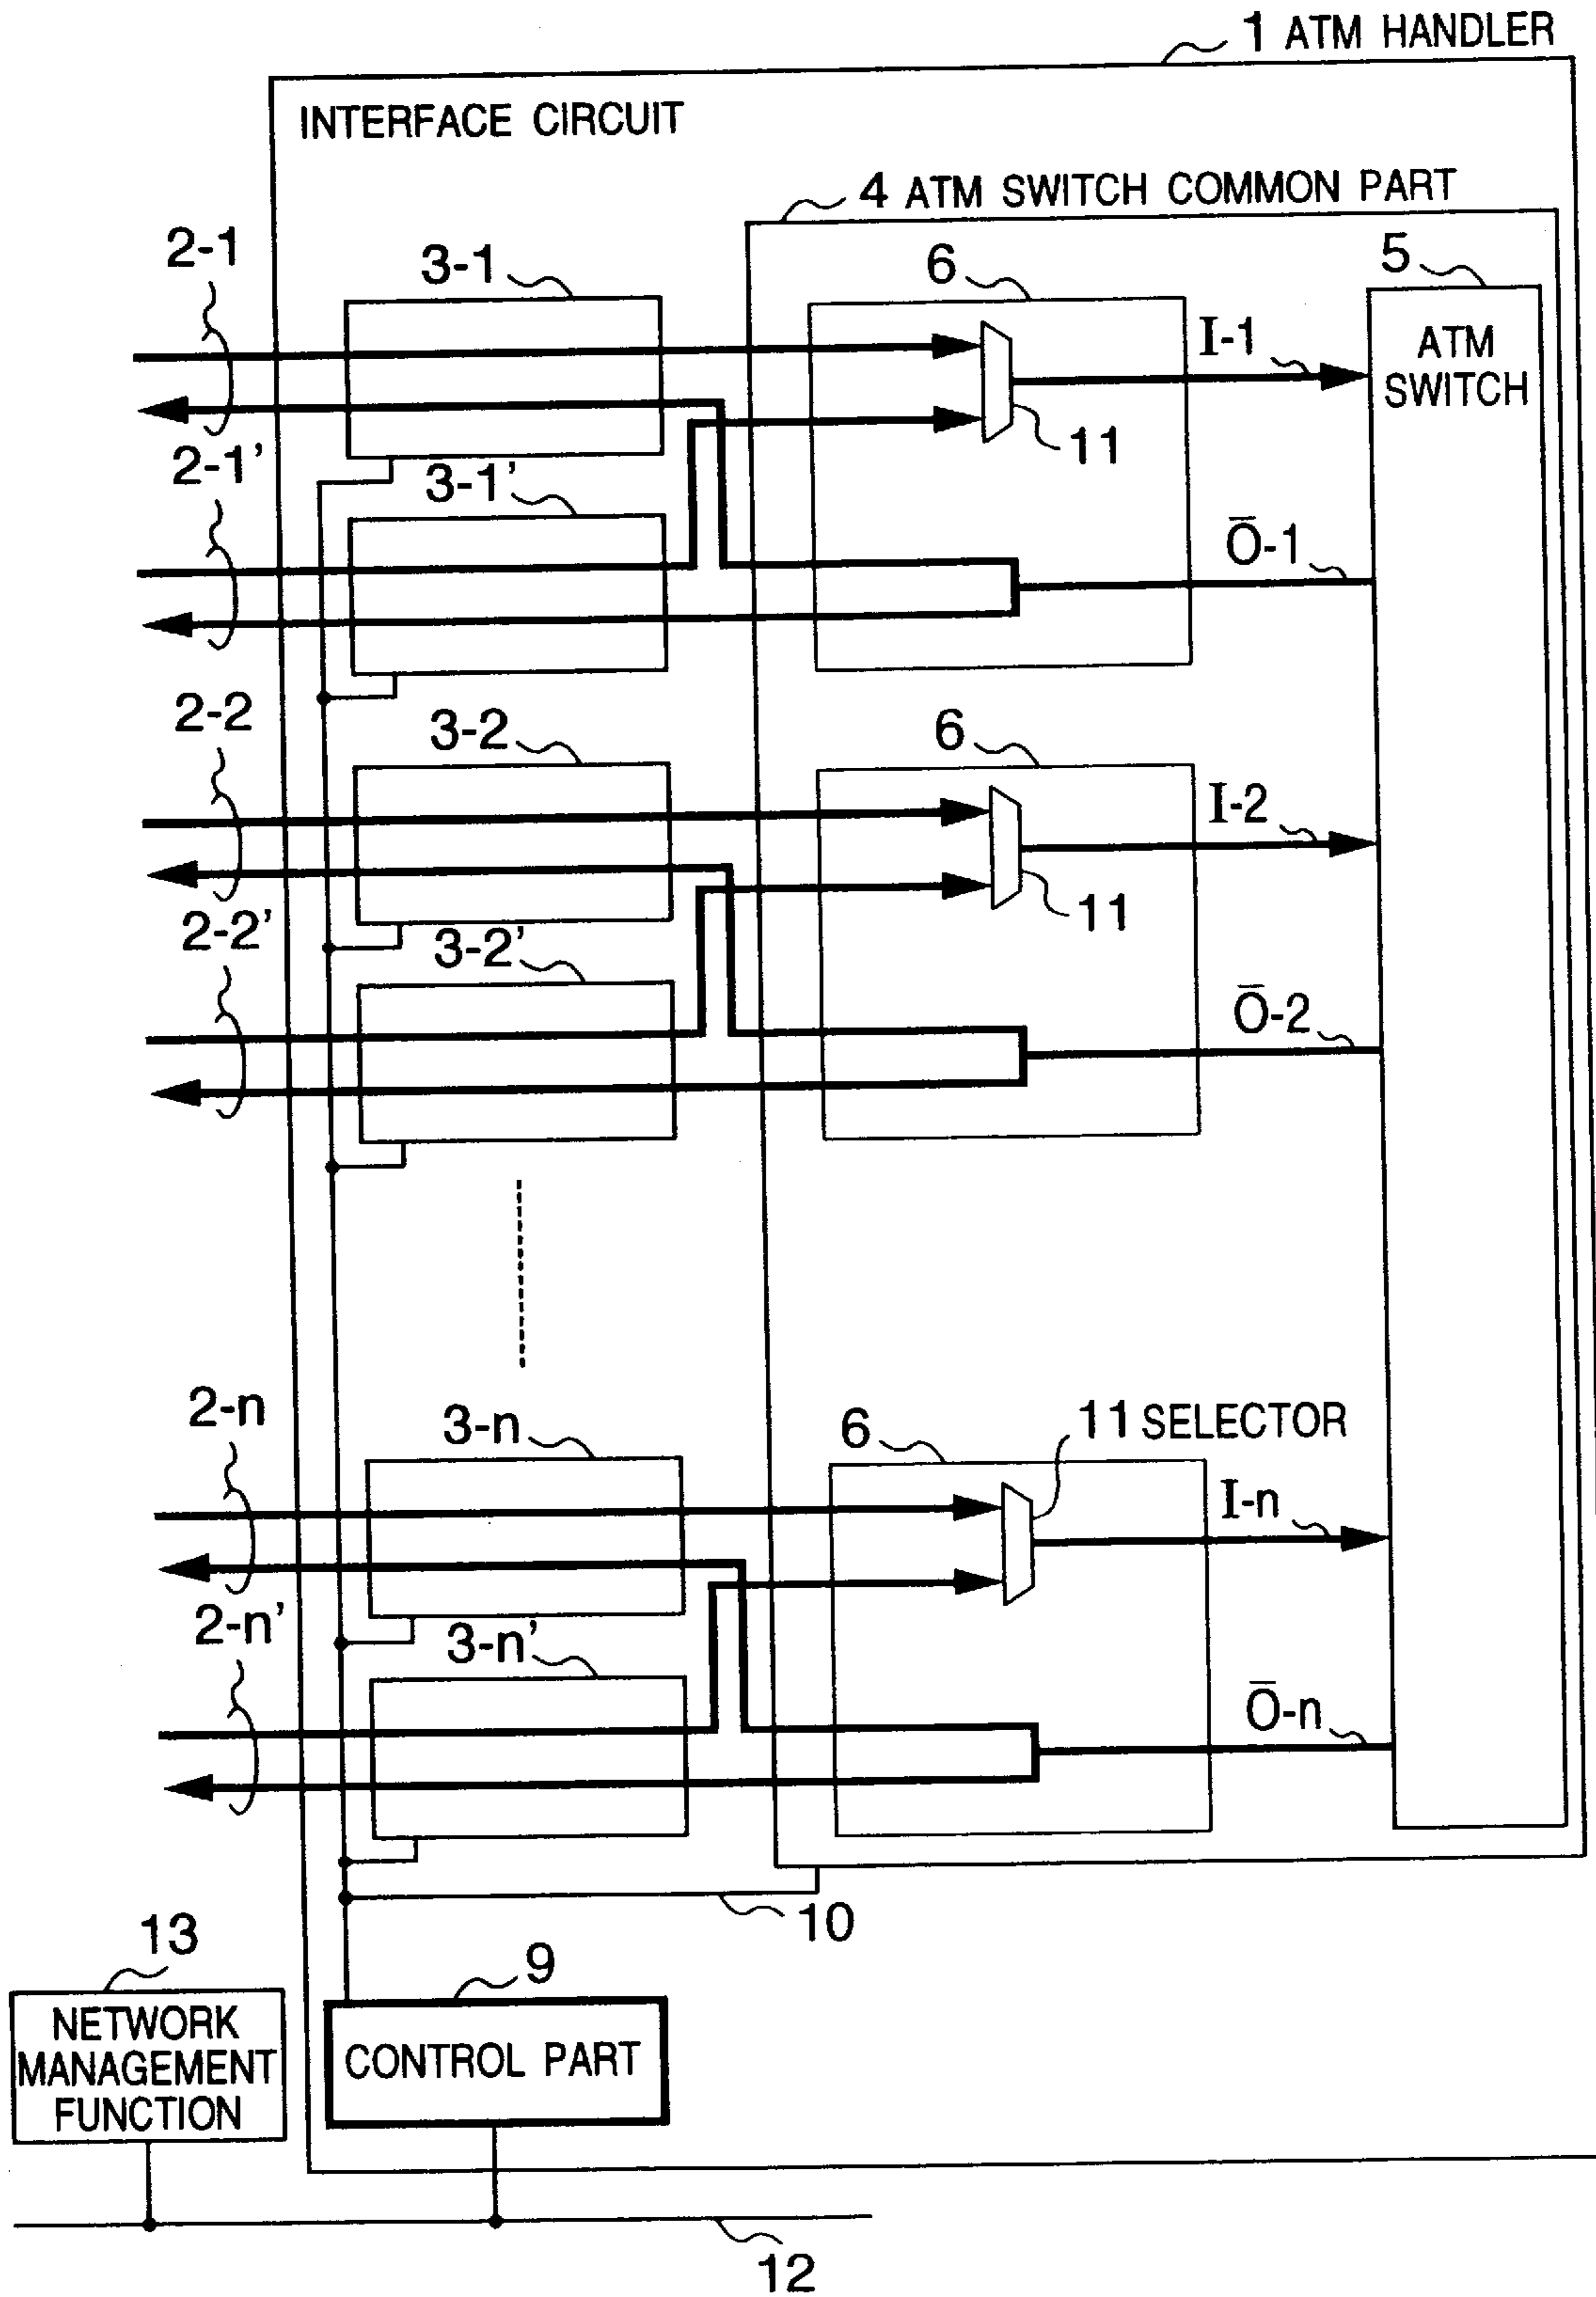 1 ATM HANDLER
INTERFACE CIRCUIT
4 ATM SWITCH COMMON PART
2-1
3-1
6
5
I-1
ATM
SWITCH
11
2-1'
3-1'
Ō-1
2-2
3-2
6
I-2
11
2-2'
3-2'
Ō-2
2-n
3-n
6
11 SELECTOR
I-n
2-n'
3-n'
Ō-n
10
13
9
NETWORK
MANAGEMENT
FUNCTION
CONTROL PART
12